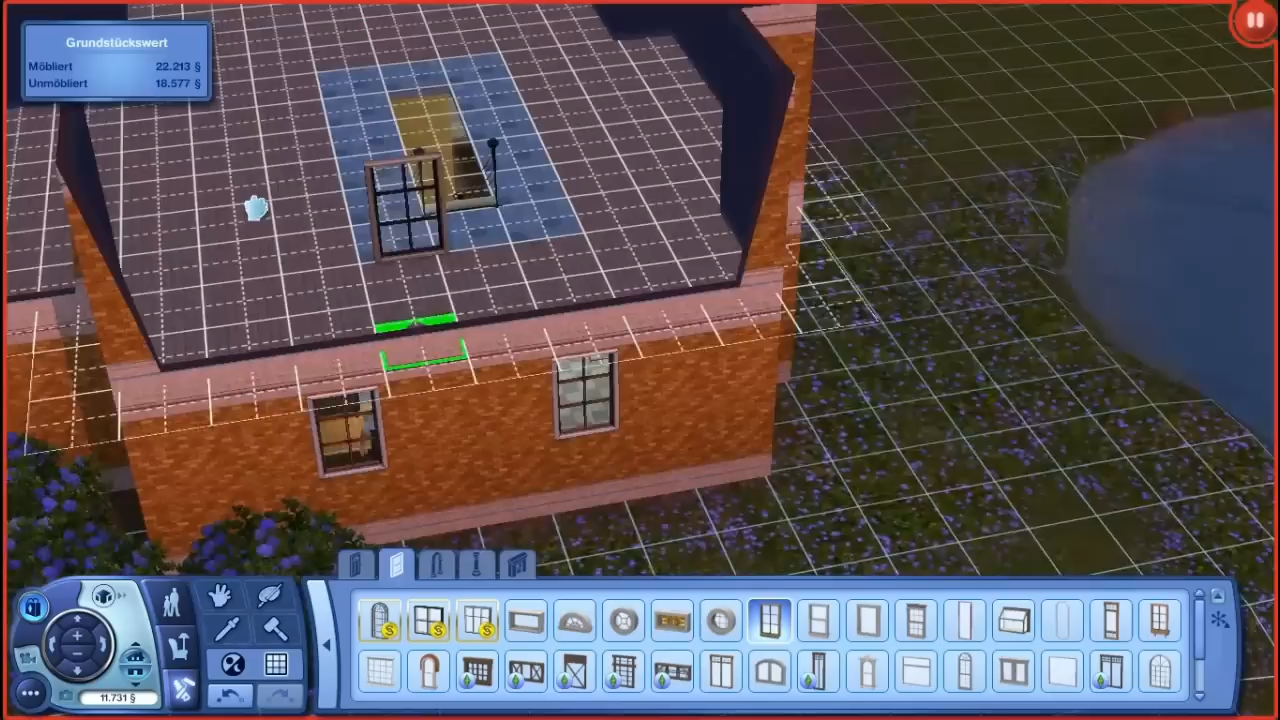 Grundstückswert
Möbliert 22.213 §
Unmöbliert 18.577 §
11.731 §